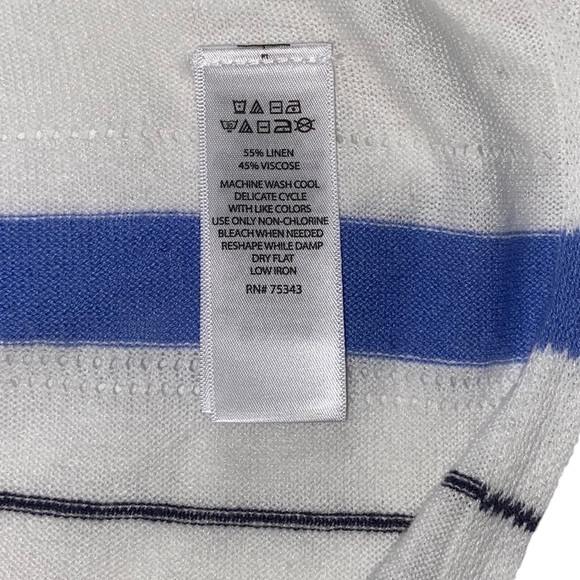 55% LINEN
45% VISCOSE
MACHINE WASH COOL
DELICATE CYCLE
WITH LIKE COLORS
USE ONLY NON-CHLORINE
BLEACH WHEN NEEDED
RESHAPE WHILE DAMP
DRY FLAT
LOW IRON
RN# 75343